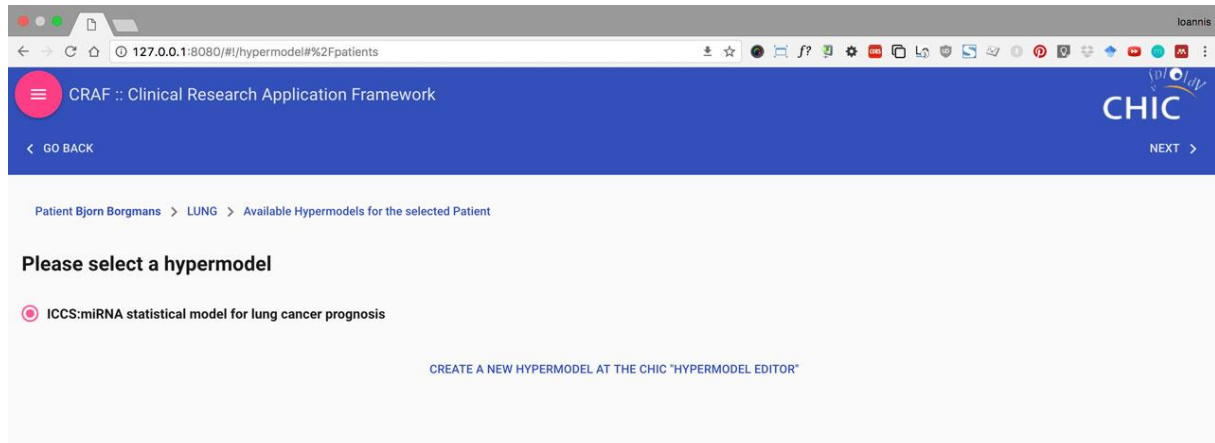 Ioannis
127.0.0.1:8080/#!/hypermodel#%2Fpatients
CRAF :: Clinical Research Application Framework
CHIC
GO BACK
NEXT
Patient Bjorn Borgmans > LUNG > Available Hypermodels for the selected Patient
Please select a hypermodel
ICCS:miRNA statistical model for lung cancer prognosis
CREATE A NEW HYPERMODEL AT THE CHIC "HYPERMODEL EDITOR"